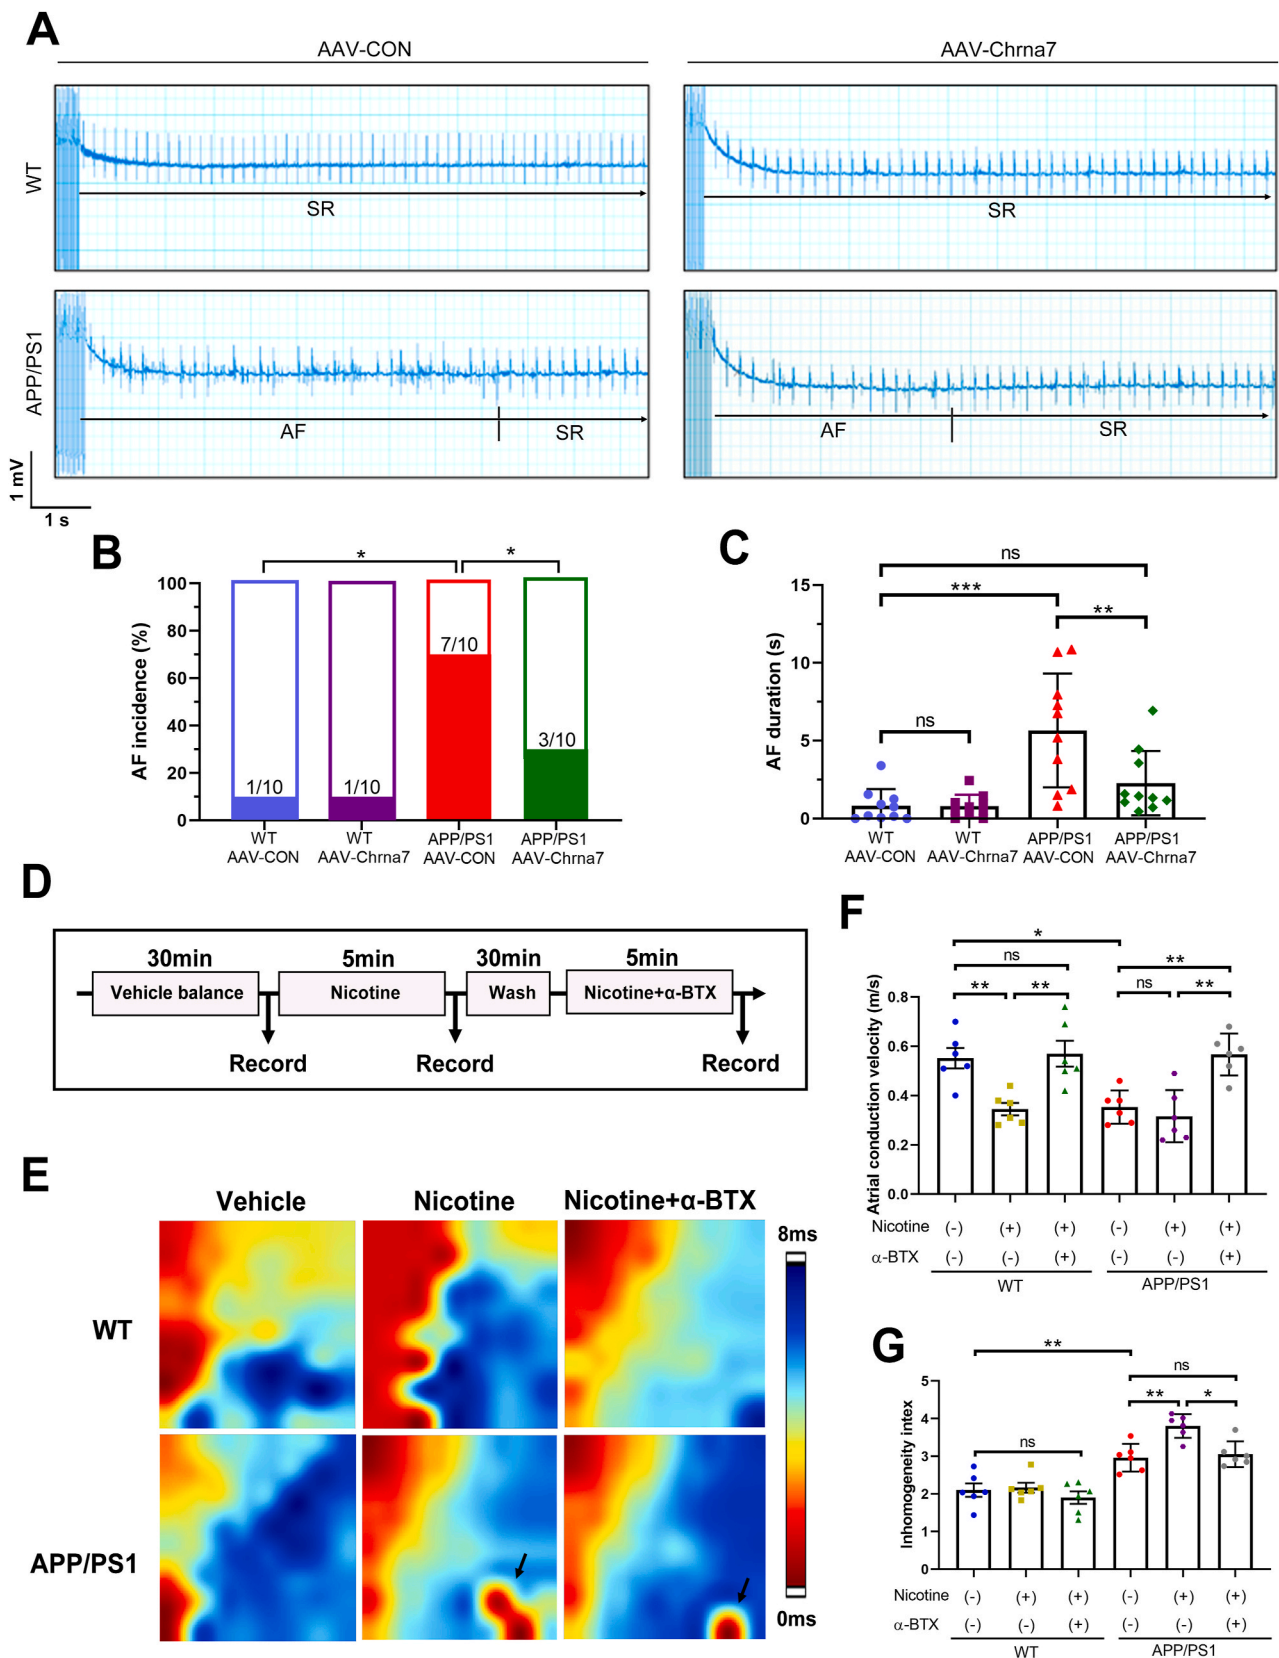 A
AAV-CON
AAV-Chrna7
WT
SR
SR
APP/PS1
AF
SR
AF
SR
1 mV
1 s
B
AF incidence (%)
*
*
100
80
60
40
20
0
1/10
1/10
7/10
3/10
WT
AAV-CON
WT
AAV-Chrna7
APP/PS1
AAV-CON
APP/PS1
AAV-Chrna7
C
AF duration (s)
ns
***
**
ns
15
10
5
0
WT
AAV-CON
WT
AAV-Chrna7
APP/PS1
AAV-CON
APP/PS1
AAV-Chrna7
D
30min
5min
30min
5min
Vehicle balance
Nicotine
Wash
Nicotine+α-BTX
Record
Record
Record
E
Vehicle
Nicotine
Nicotine+α-BTX
WT
APP/PS1
8ms
0ms
F
Atrial conduction velocity (m/s)
*
ns
**
**
**
ns
**
0.8
0.6
0.4
0.2
0.0
Nicotine (-) (+) (+) (-) (+) (+)
α-BTX (-) (-) (+) (-) (-) (+)
WT
APP/PS1
G
Inhomogeneity intex
**
ns
ns
**
*
5
4
3
2
1
0
Nicotine (-) (+) (+) (-) (+) (+)
α-BTX (-) (-) (+) (-) (-) (+)
WT
APP/PS1